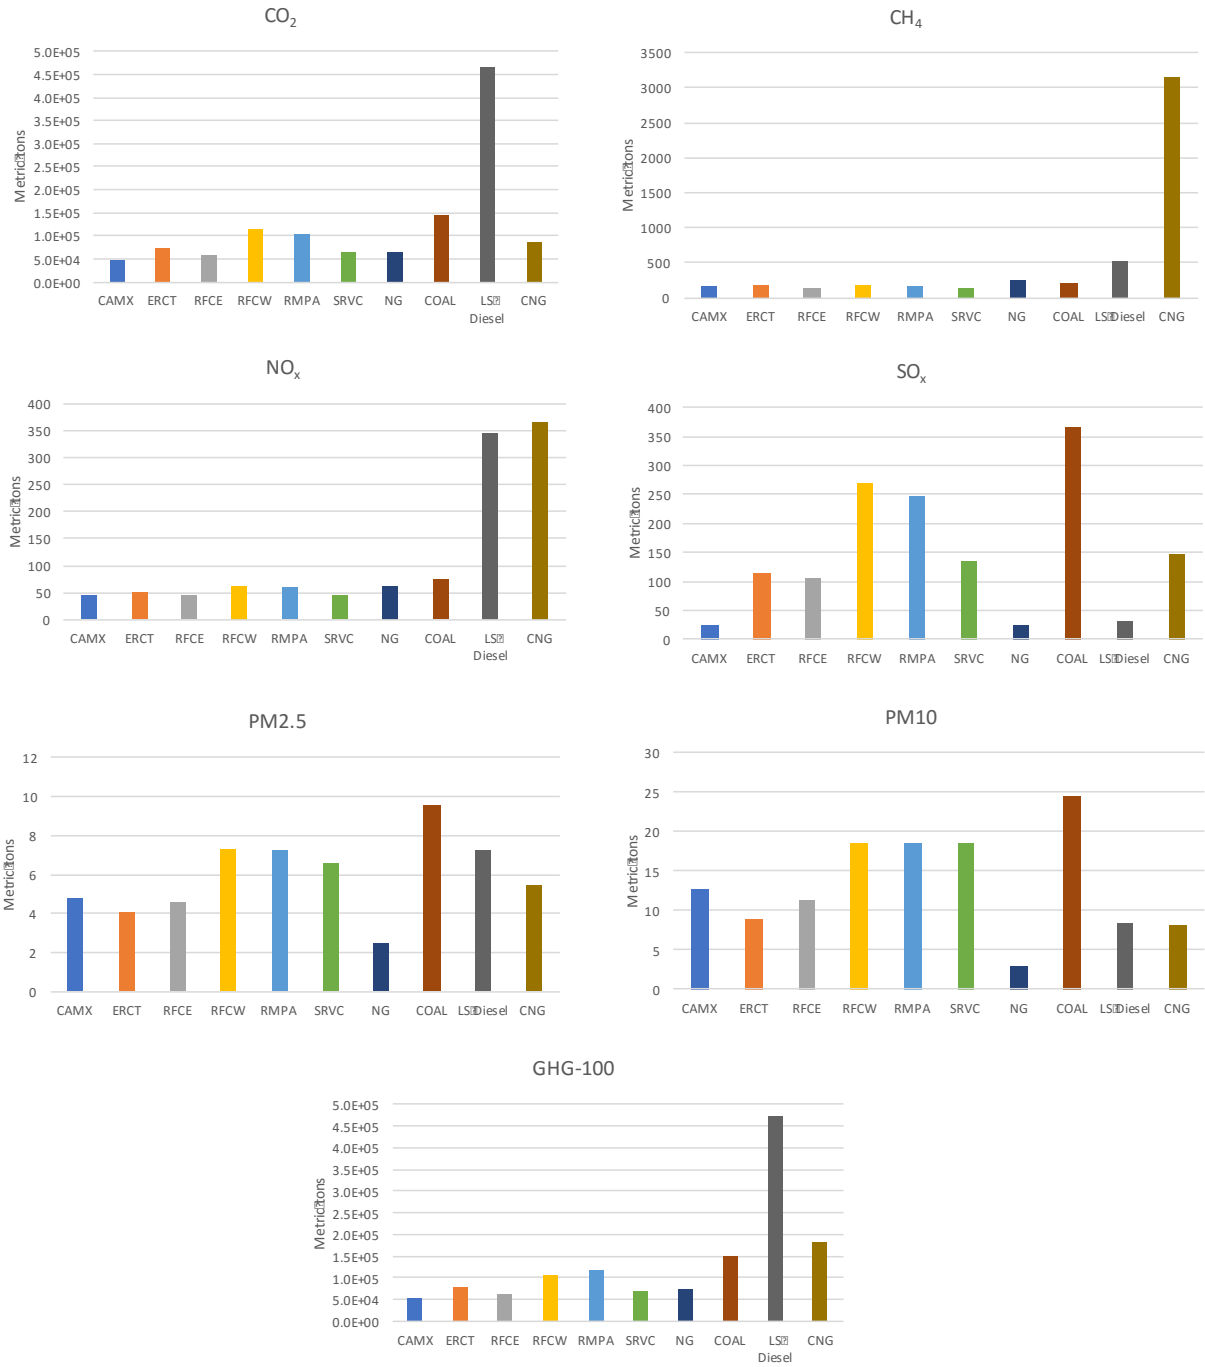 CO2
5.0E+05
4.5E+05
4.0E+05
3.5E+05
3.0E+05
2.5E+05
2.0E+05
1.5E+05
1.0E+05
5.0E+04
0.0E+00
Metric tons
CAMX ERCT RFCE RFCW RMPA SRVC NG COAL LS CNG
Diesel
CH4
3500
3000
2500
2000
1500
1000
500
0
Metric tons
CAMX ERCT RFCE RFCW RMPA SRVC NG COAL LS Diesel CNG
NOx
400
350
300
250
200
150
100
50
0
Metric tons
CAMX ERCT RFCE RFCW RMPA SRVC NG COAL LS CNG
Diesel
SOx
400
350
300
250
200
150
100
50
0
Metric tons
CAMX ERCT RFCE RFCW RMPA SRVC NG COAL LS Diesel CNG
PM2.5
12
10
8
6
4
2
0
Metric tons
CAMX ERCT RFCE RFCW RMPA SRVC NG COAL LS Diesel CNG
PM10
30
25
20
15
10
5
0
Metric tons
CAMX ERCT RFCE RFCW RMPA SRVC NG COAL LS Diesel CNG
GHG-100
5.0E+05
4.5E+05
4.0E+05
3.5E+05
3.0E+05
2.5E+05
2.0E+05
1.5E+05
1.0E+05
5.0E+04
0.0E+00
Metric tons
CAMX ERCT RFCE RFCW RMPA SRVC NG COAL LS CNG
Diesel